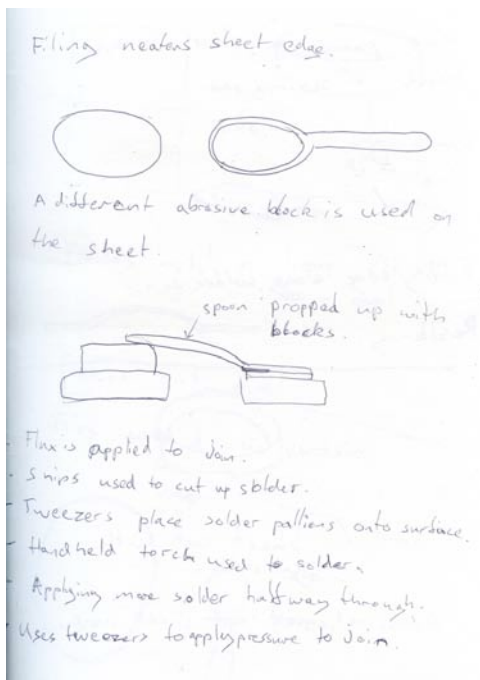 Filing neatens sheet edge.
A different abrasive block is used on
the sheet.
spoon propped up with
blocks.
- Flux is applied to join.
- Snips used to cut up solder.
- Tweezers place solder palliens onto surface.
- Handheld torch used to solder.
- Applying more solder halfway through.
- Uses tweezers to apply pressure to join.